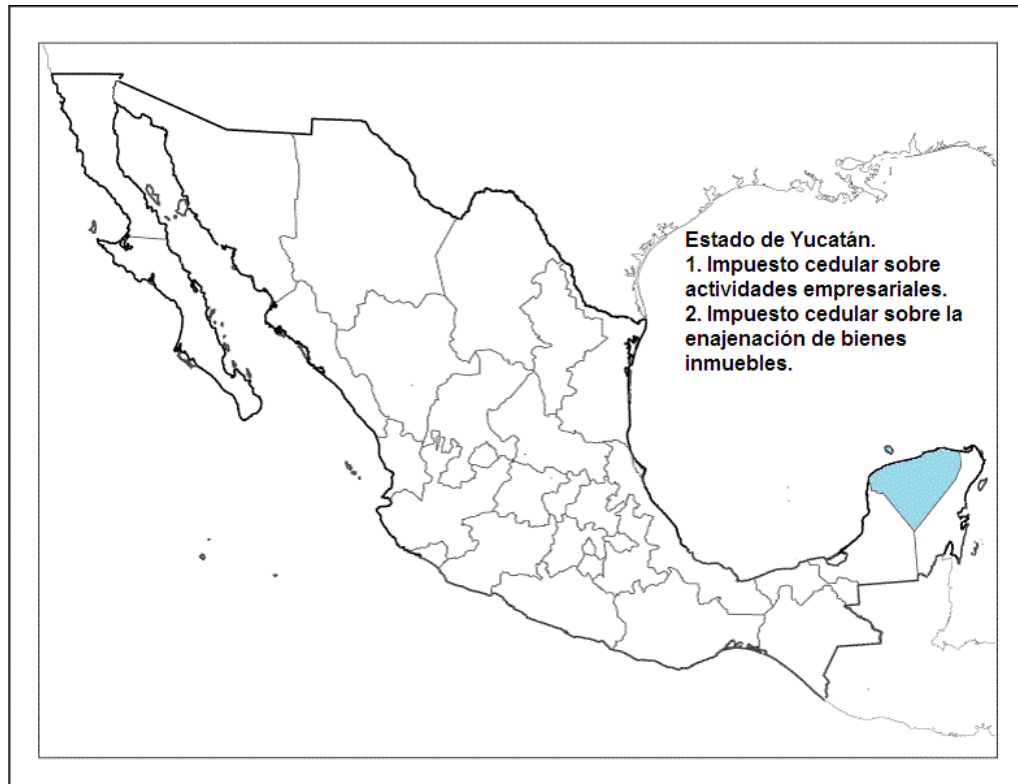 Estado de Yucatán.
1. Impuesto cedular sobre
actividades empresariales.
2. Impuesto cedular sobre la
enajenación de bienes
inmuebles.